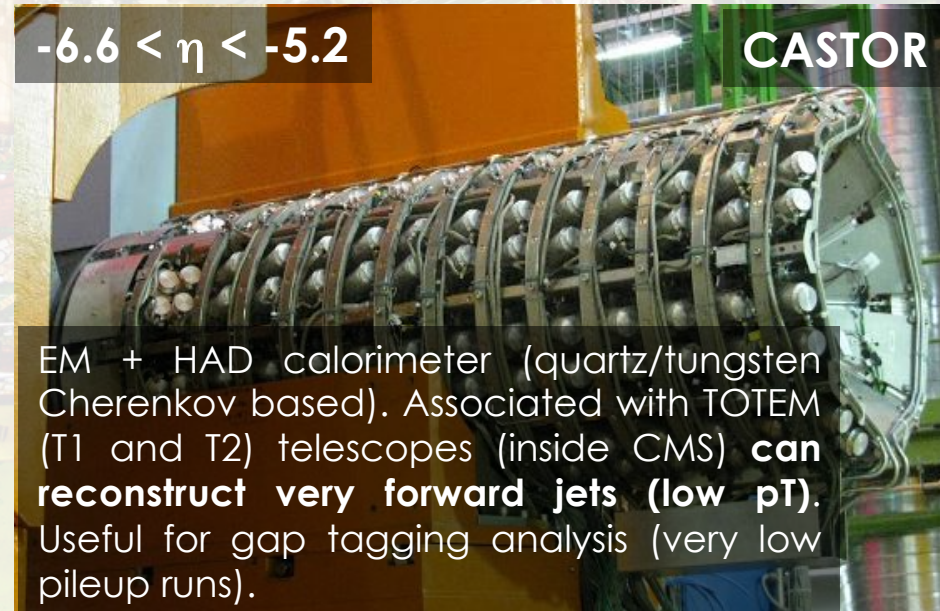 -6.6 < η < -5.2
CASTOR
EM + HAD calorimeter (quartz/tungsten
Cherenkov based). Associated with TOTEM
(T1 and T2) telescopes (inside CMS) can
reconstruct very forward jets (low pT).
Useful for gap tagging analysis (very low
pileup runs).